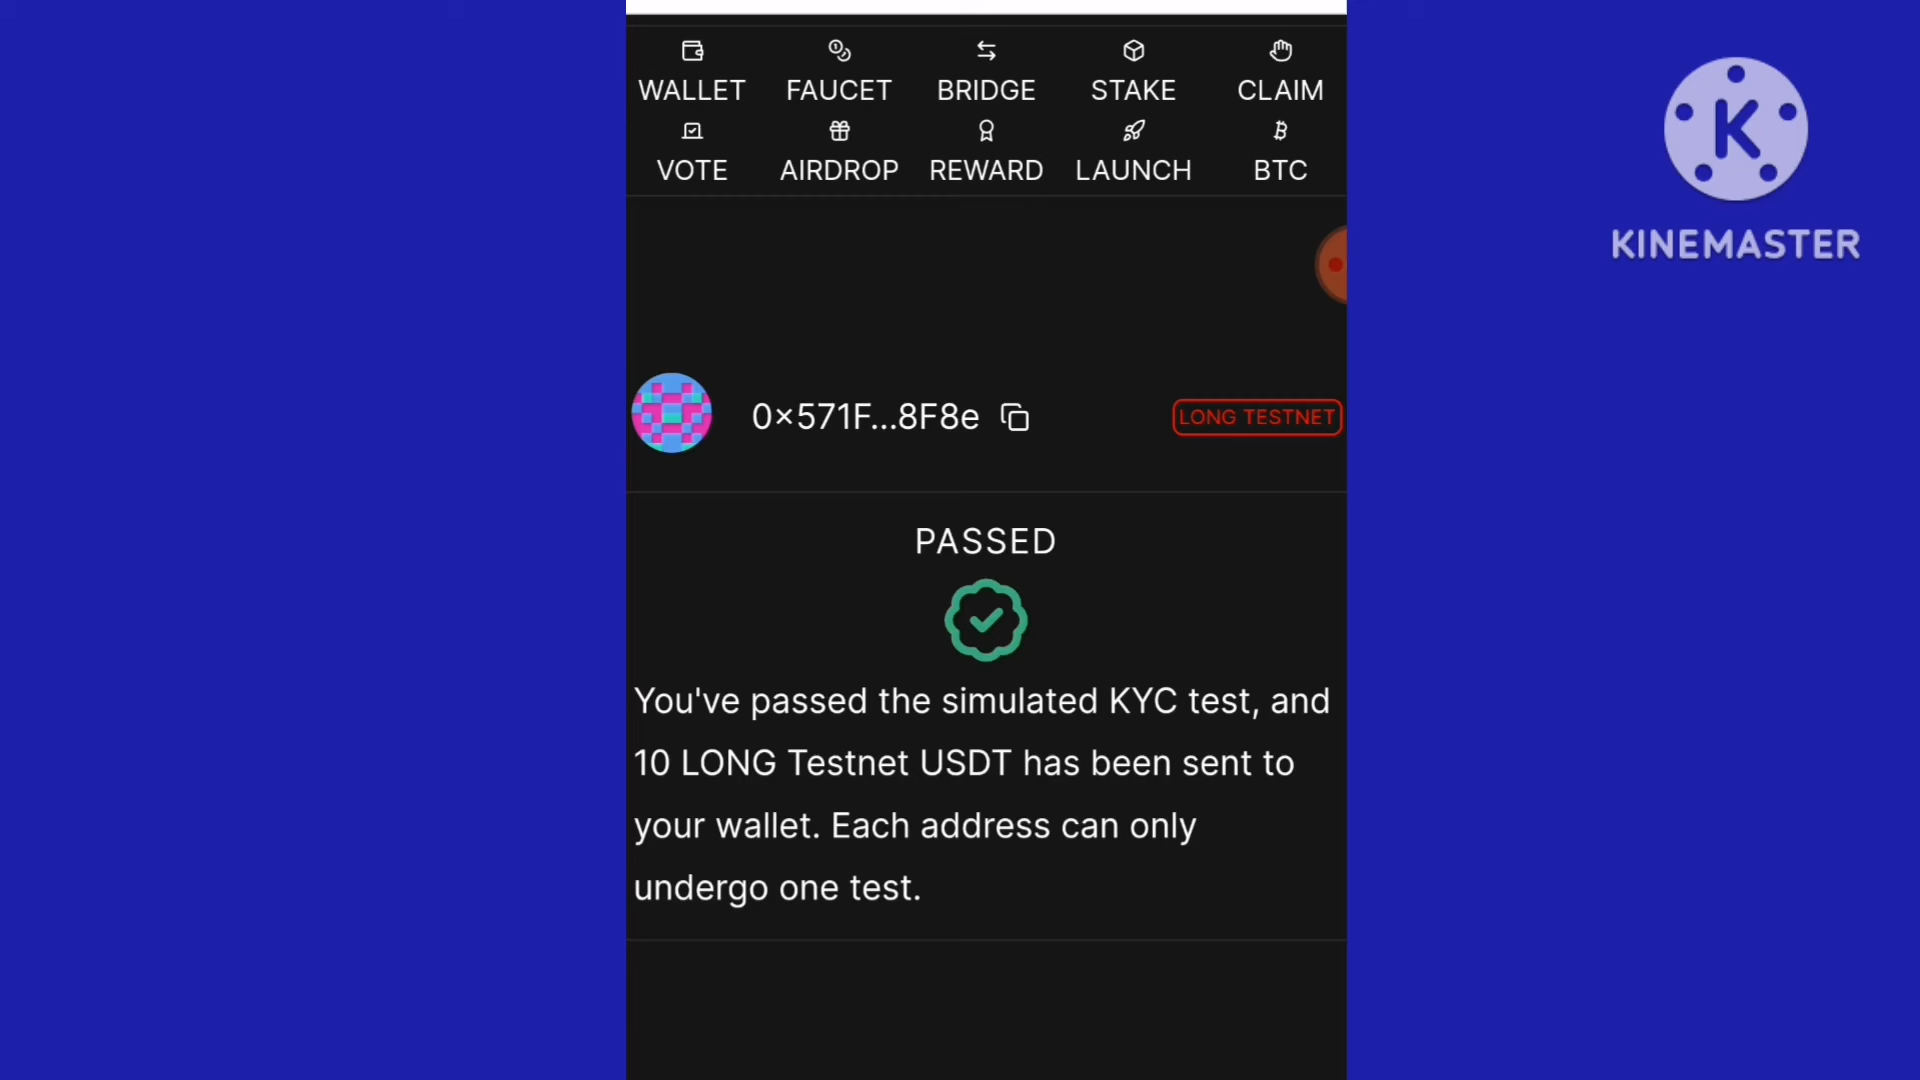 WALLET FAUCET BRIDGE STAKE CLAIM
VOTE AIRDROP REWARD LAUNCH BTC
K
KINEMASTER
0×571F...8F8e LONG TESTNET
PASSED
You've passed the simulated KYC test, and
10 LONG Testnet USDT has been sent to
your wallet. Each address can only
undergo one test.